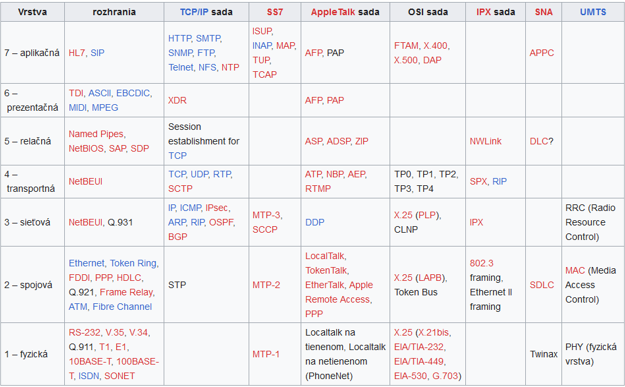 Vrstva rozhrania TCP/IP sada SS7 AppleTalk sada OSI sada IPX sada SNA UMTS
7 – aplikačná
HL7, SIP
HTTP, SMTP,
SNMP, FTP,
Telnet, NFS, NTP
ISUP,
INAP, MAP,
TUP,
TCAP
AFP, PAP
FTAM, X.400,
X.500, DAP
APPC
6 –
prezentačná
TDI, ASCII, EBCDIC,
MIDI, MPEG
XDR
AFP, PAP
5 – relačná
Named Pipes,
NetBIOS, SAP, SDP
Session
establishment for
TCP
ASP, ADSP, ZIP
NWLink
DLC?
4 –
transportná
NetBEUI
TCP, UDP, RTP,
SCTP
ATP, NBP, AEP,
RTMP
TP0, TP1, TP2,
TP3, TP4
SPX, RIP
3 – sieťová
NetBEUI, Q.931
IP, ICMP, IPsec,
ARP, RIP, OSPF,
BGP
MTP-3,
SCCP
DDP
X.25 (PLP),
CLNP
IPX
RRC (Radio
Resource
Control)
2 – spojová
Ethernet, Token Ring,
FDDI, PPP, HDLC,
Q.921, Frame Relay,
ATM, Fibre Channel
STP
MTP-2
LocalTalk,
TokenTalk,
EtherTalk, Apple
Remote Access,
PPP
X.25 (LAPB),
Token Bus
802.3
framing,
Ethernet II
framing
SDLC
MAC (Media
Access
Control)
1 – fyzická
RS-232, V.35, V.34,
Q.911, T1, E1,
10BASE-T, 100BASE-
T, ISDN, SONET
MTP-1
Localtalk na
tienenom, Localtalk
na netienenom
(PhoneNet)
X.25 (X.21bis,
EIA/TIA-232,
EIA/TIA-449,
EIA-530, G.703)
Twinax
PHY (fyzická
vrstva)